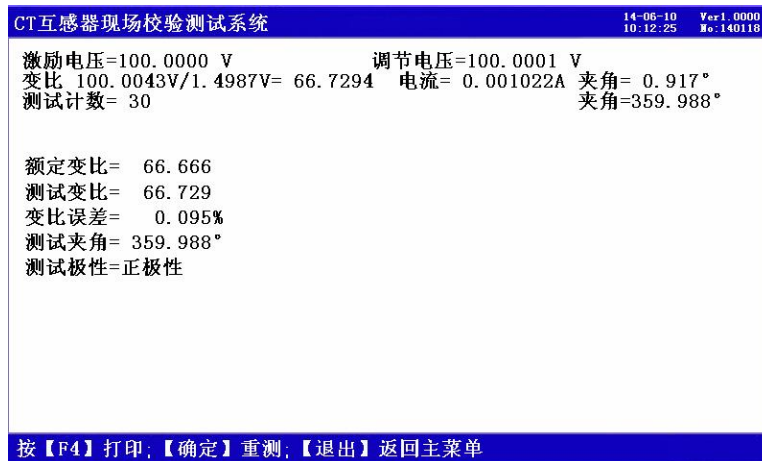 CT互感器现场校验测试系统 14-06-10 Ver1.0000
10:12:25 No:140118
激励电压=100.0000 V 调节电压=100.0001 V
变比 100.0043V/1.4987V= 66.7294 电流= 0.001022A 夹角= 0.917°
测试计数= 30 夹角=359.988°
额定变比= 66.666
测试变比= 66.729
变比误差= 0.095%
测试夹角= 359.988°
测试极性=正极性
按【F4】打印;【确定】重测;【退出】返回主菜单